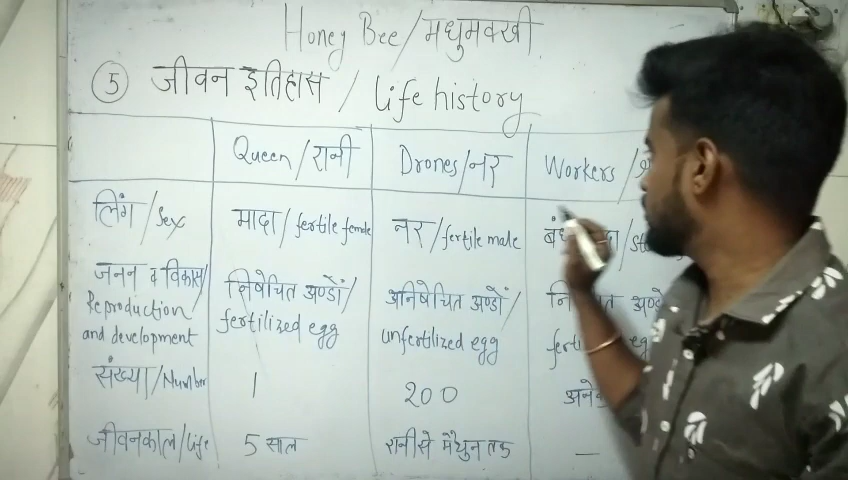 Honey Bee/मधुमक्खी
5 जीवन इतिहास / Life history
Queen/रानी Drones/नर Workers/
लिंग/Sex मादा/fertile female नर/fertile male
जनन व विकास/ निषेचित अण्डों/ अनिषेचित अण्डों/
Reproduction fertilized egg unfertilized egg
and development
संख्या/Number 1 200
जीवनकाल/Life 5 साल रानी से मैथुन तक —